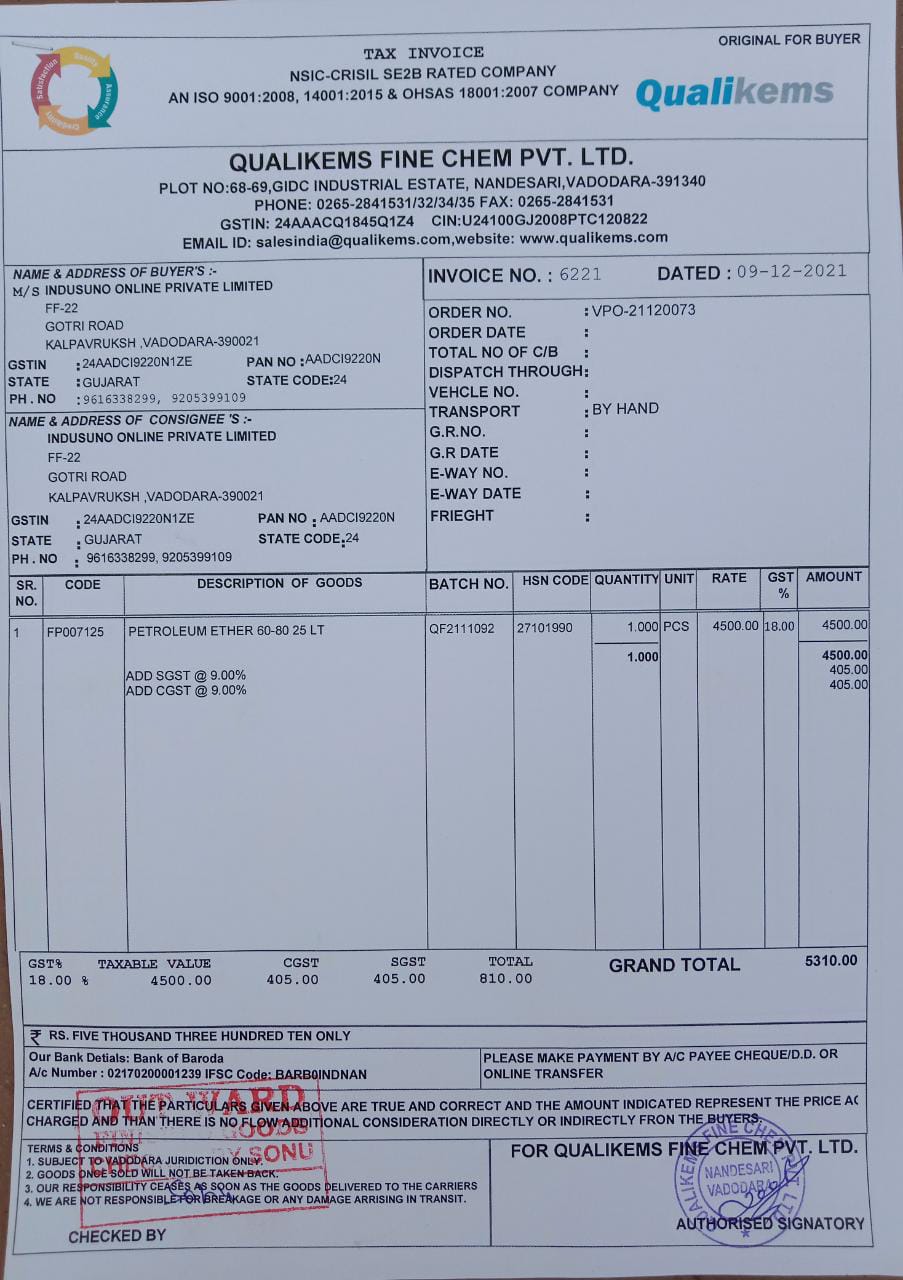 ORIGINAL FOR BUYER
TAX INVOICE
NSIC-CRISIL SE2B RATED COMPANY
AN ISO 9001:2008, 14001:2015 & OHSAS 18001:2007 COMPANY
Satisfaction Quality Assurance Credibility
Qualikems
QUALIKEMS FINE CHEM PVT. LTD.
PLOT NO:68-69,GIDC INDUSTRIAL ESTATE, NANDESARI,VADODARA-391340
PHONE: 0265-2841531/32/34/35 FAX: 0265-2841531
GSTIN: 24AAACQ1845Q1Z4 CIN:U24100GJ2008PTC120822
EMAIL ID: salesindia@qualikems.com,website: www.qualikems.com
NAME & ADDRESS OF BUYER'S :-
M/S INDUSUNO ONLINE PRIVATE LIMITED
FF-22
GOTRI ROAD
KALPAVRUKSH ,VADODARA-390021
GSTIN :24AADCI9220N1ZE PAN NO :AADCI9220N
STATE :GUJARAT STATE CODE:24
PH . NO :9616338299, 9205399109
NAME & ADDRESS OF CONSIGNEE 'S :-
INDUSUNO ONLINE PRIVATE LIMITED
FF-22
GOTRI ROAD
KALPAVRUKSH ,VADODARA-390021
GSTIN :24AADCI9220N1ZE PAN NO :AADCI9220N
STATE :GUJARAT STATE CODE:24
PH . NO : 9616338299, 9205399109
INVOICE NO. : 6221 DATED : 09-12-2021
ORDER NO. :VPO-21120073
ORDER DATE :
TOTAL NO OF C/B :
DISPATCH THROUGH:
VEHCLE NO. :
TRANSPORT :BY HAND
G.R.NO. :
G.R DATE :
E-WAY NO. :
E-WAY DATE :
FRIEGHT :
SR. NO. CODE DESCRIPTION OF GOODS BATCH NO. HSN CODE QUANTITY UNIT RATE GST % AMOUNT
1 FP007125 PETROLEUM ETHER 60-80 25 LT QF2111092 27101990 1.000 PCS 4500.00 18.00 4500.00
1.000 4500.00
ADD SGST @ 9.00% 405.00
ADD CGST @ 9.00% 405.00
GST% TAXABLE VALUE CGST SGST TOTAL GRAND TOTAL 5310.00
18.00 % 4500.00 405.00 405.00 810.00
₹ RS. FIVE THOUSAND THREE HUNDRED TEN ONLY
Our Bank Detials: Bank of Baroda
A/c Number : 02170200001239 IFSC Code: BARB0INDNAN
PLEASE MAKE PAYMENT BY A/C PAYEE CHEQUE/D.D. OR
ONLINE TRANSFER
CERTIFIED THAT THE PARTICULARS GIVEN ABOVE ARE TRUE AND CORRECT AND THE AMOUNT INDICATED REPRESENT THE PRICE AC
CHARGED AND THAN THERE IS NO FLOW ADDITIONAL CONSIDERATION DIRECTLY OR INDIRECTLY FRON THE BUYERS.
OUTWARD
GOODS
BY SONU
TERMS & CONDITIONS
1. SUBJECT TO VADODARA JURIDICTION ONLY.
2. GOODS ONCE SOLD WILL NOT BE TAKEN BACK.
3. OUR RESPONSIBILITY CEASES AS SOON AS THE GOODS DELIVERED TO THE CARRIERS
4. WE ARE NOT RESPONSIBLE FOR BREAKAGE OR ANY DAMAGE ARRISING IN TRANSIT.
CHECKED BY
FOR QUALIKEMS FINE CHEM PVT. LTD.
QUALIKEMS FINE CHEM PVT LTD
NANDESARI
VADODARA
AUTHORISED SIGNATORY